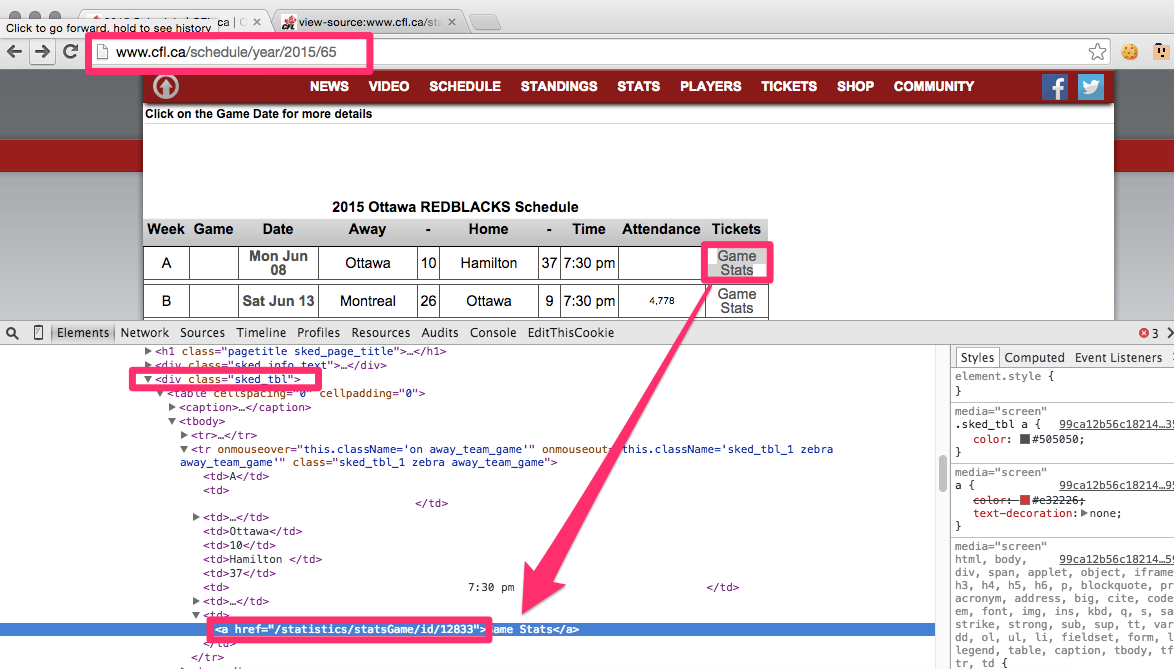 ca | C
view-source:www.cfl.ca/sta
Click to go forward, hold to see history
www.cfl.ca/schedule/year/2015/65
NEWS VIDEO SCHEDULE STANDINGS STATS PLAYERS TICKETS SHOP COMMUNITY
Click on the Game Date for more details
2015 Ottawa REDBLACKS Schedule
Week Game Date Away - Home - Time Attendance Tickets
A Mon Jun 08 Ottawa 10 Hamilton 37 7:30 pm Game Stats
B Sat Jun 13 Montreal 26 Ottawa 9 7:30 pm 4,778 Game Stats
Elements Network Sources Timeline Profiles Resources Audits Console EditThisCookie 3
<h1 class="pagetitle sked_page_title">…</h1>
<div class="sked_info_text">…</div>
<div class="sked_tbl">
<table cellspacing="0" cellpadding="0">
<caption>…</caption>
<tbody>
<tr>…</tr>
<tr onmouseover="this.className='on away_team_game'" onmouseout="this.className='sked_tbl_1 zebra
away_team_game'" class="sked_tbl_1 zebra away_team_game">
<td>A</td>
<td>
</td>
<td>…</td>
<td>Ottawa</td>
<td>10</td>
<td>Hamilton </td>
<td>37</td>
<td> 7:30 pm </td>
<td>…</td>
<td>
<a href="/statistics/statsGame/id/12833">Game Stats</a>
</td>
</tr>
Styles Computed Event Listeners
element.style {
}
media="screen"
.sked_tbl a { 99ca12b56c18214…35
color: #505050;
}
media="screen"
a { 99ca12b56c18214…95
color: #c32226;
text-decoration: none;
}
media="screen"
html, body, 99ca12b56c18214…59
div, span, applet, object, iframe
h3, h4, h5, h6, p, blockquote, pr
acronym, address, big, cite, code
em, font, img, ins, kbd, q, s, sa
strike, strong, sub, sup, tt, var
dd, ol, ul, li, fieldset, form, l
legend, table, caption, tbody, tf
tr, td {